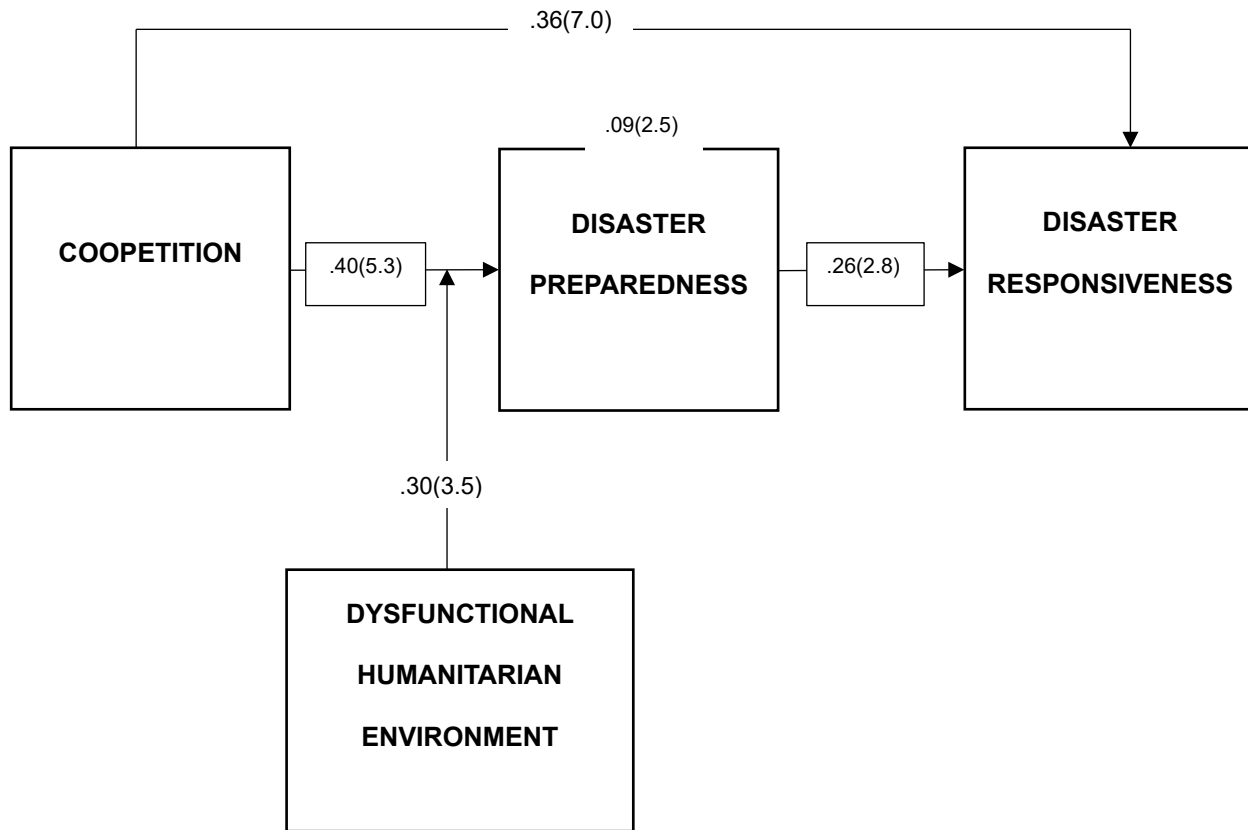 .36(7.0)
.09(2.5)
COOPETITION
.40(5.3)
DISASTER
PREPAREDNESS
.26(2.8)
DISASTER
RESPONSIVENESS
.30(3.5)
DYSFUNCTIONAL
HUMANITARIAN
ENVIRONMENT